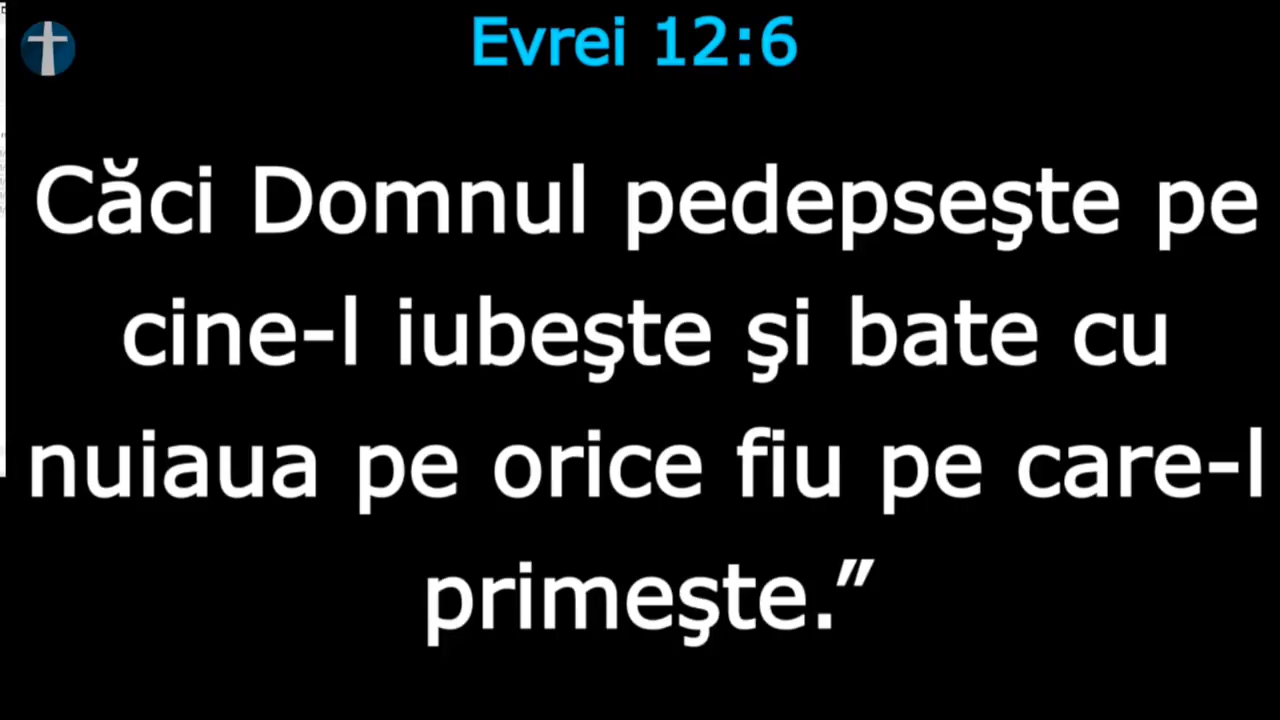 Evrei 12:6
Căci Domnul pedepseşte pe
cine-l iubeşte şi bate cu
nuiaua pe orice fiu pe care-l
primeşte.”